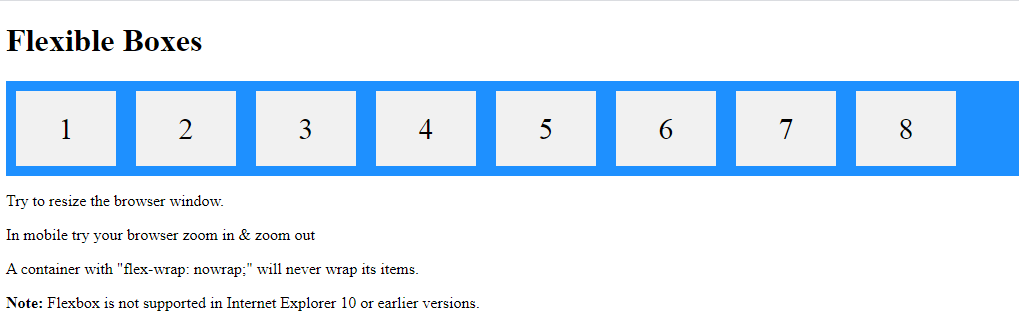 Flexible Boxes
1 2 3 4 5 6 7 8
Try to resize the browser window.
In mobile try your browser zoom in & zoom out
A container with "flex-wrap: nowrap;" will never wrap its items.
Note: Flexbox is not supported in Internet Explorer 10 or earlier versions.